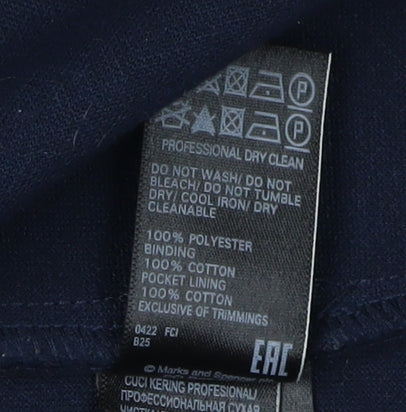 P
P
PROFESSIONAL DRY CLEAN
DO NOT WASH/ DO NOT
BLEACH/ DO NOT TUMBLE
DRY/ COOL IRON/ DRY
CLEANABLE
100% POLYESTER
BINDING
100% COTTON
POCKET LINING
100% COTTON
EXCLUSIVE OF TRIMMINGS
0422 FCI
B25
EAC
© Marks and Spencer plc
CUCI KERING PROFESIONAL/
ПРОФЕССИОНАЛЬНАЯ СУХАЯ